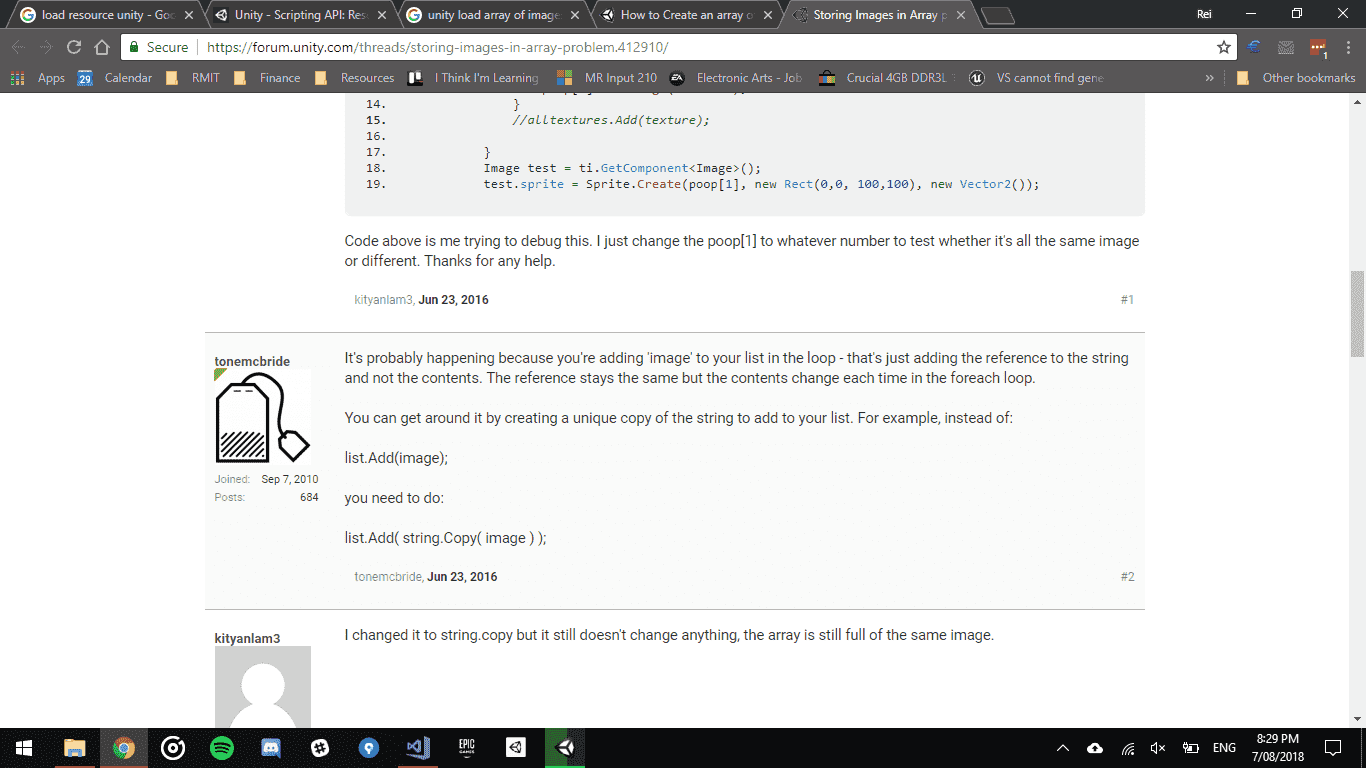 load resource unity - Goo
Unity - Scripting API: Res
unity load array of image
How to Create an array o
Storing Images in Array p
Rei
Secure
https://forum.unity.com/threads/storing-images-in-array-problem.412910/
Apps
29
Calendar
RMIT
Finance
Resources
I Think I'm Learning
MR Input 210
EA
Electronic Arts - Job
Crucial 4GB DDR3L
VS cannot find gene
»
Other bookmarks
14. }
15. //alltextures.Add(texture);
16.
17. }
18. Image test = ti.GetComponent<Image>();
19. test.sprite = Sprite.Create(poop[1], new Rect(0,0, 100,100), new Vector2());
Code above is me trying to debug this. I just change the poop[1] to whatever number to test whether it's all the same image
or different. Thanks for any help.
kityanlam3, Jun 23, 2016
#1
tonemcbride
Joined: Sep 7, 2010
Posts: 684
It's probably happening because you're adding 'image' to your list in the loop - that's just adding the reference to the string
and not the contents. The reference stays the same but the contents change each time in the foreach loop.
You can get around it by creating a unique copy of the string to add to your list. For example, instead of:
list.Add(image);
you need to do:
list.Add( string.Copy( image ) );
tonemcbride, Jun 23, 2016
#2
kityanlam3
I changed it to string.copy but it still doesn't change anything, the array is still full of the same image.
EPIC
GAMES
ENG
8:29 PM
7/08/2018